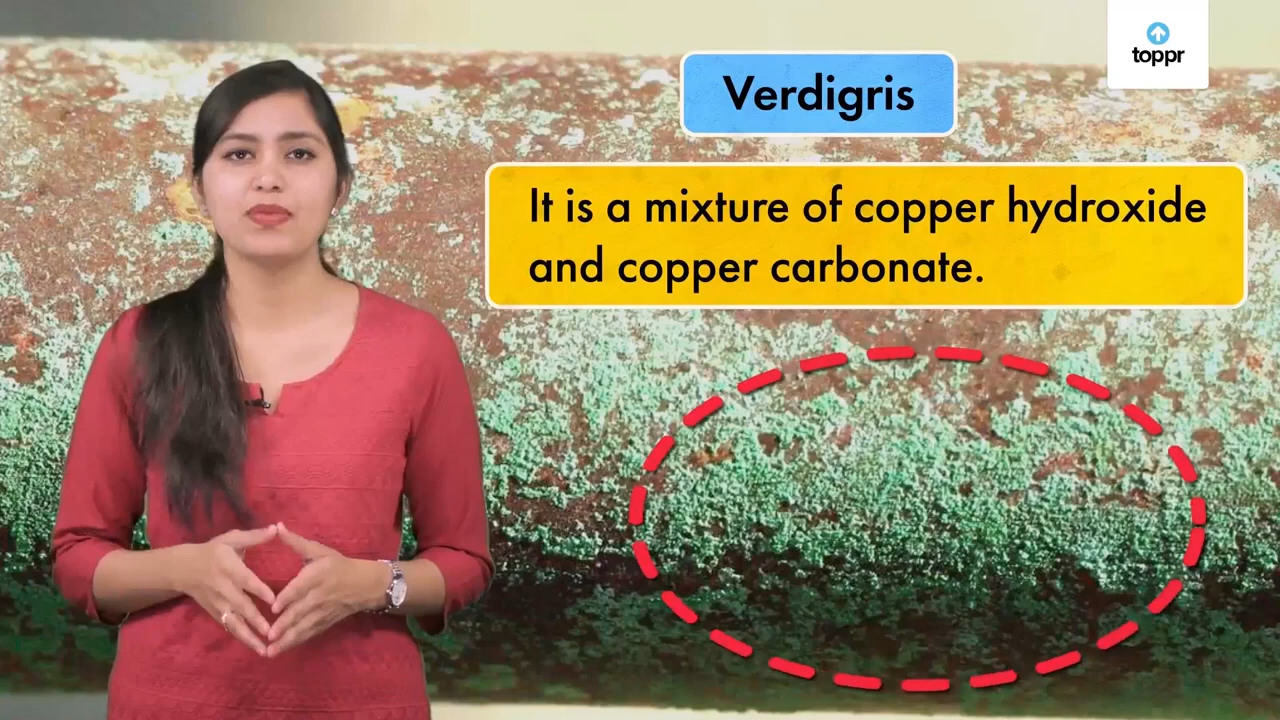 toppr
Verdigris
It is a mixture of copper hydroxide
and copper carbonate.